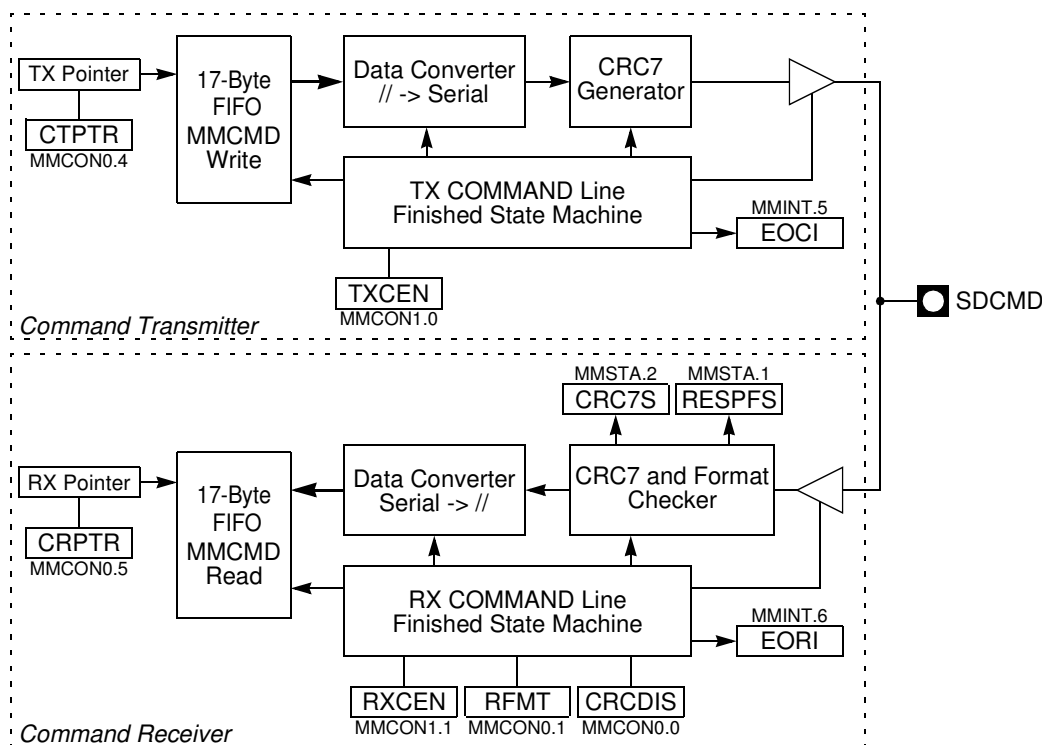 TX Pointer
CTPTR
MMCON0.4
17-Byte
FIFO
MMCMD
Write
Data Converter
// -> Serial
CRC7
Generator
TX COMMAND Line
Finished State Machine
MMINT.5
EOCI
TXCEN
MMCON1.0
Command Transmitter
SDCMD
MMSTA.2
CRC7S
MMSTA.1
RESPFS
RX Pointer
CRPTR
MMCON0.5
17-Byte
FIFO
MMCMD
Read
Data Converter
Serial -> //
CRC7 and Format
Checker
RX COMMAND Line
Finished State Machine
MMINT.6
EORI
RXCEN
MMCON1.1
RFMT
MMCON0.1
CRCDIS
MMCON0.0
Command Receiver